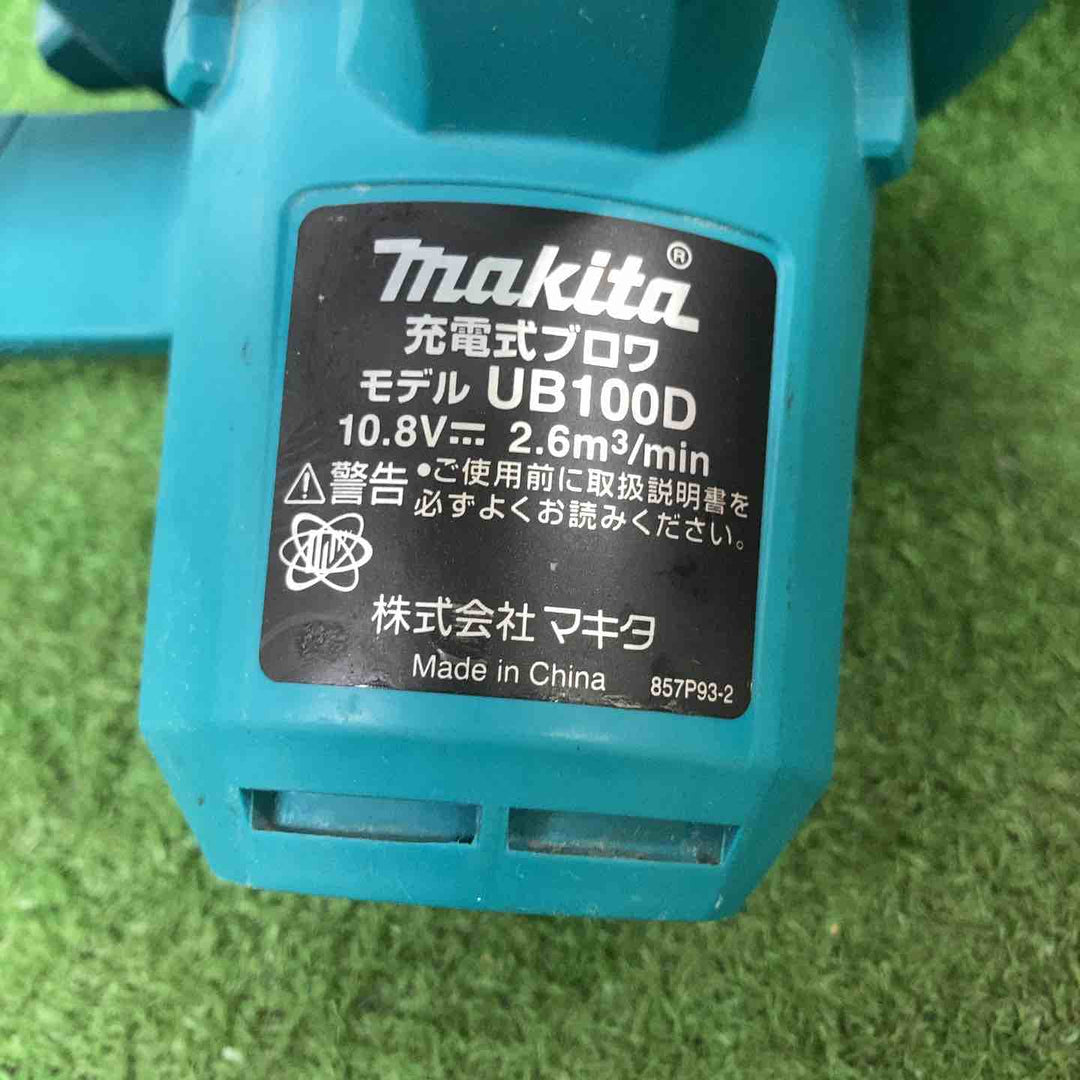 makita®
充電式ブロワ
モデル UB100D
10.8V⎓ 2.6m³/min
⚠警告 •ご使用前に取扱説明書を
必ずよくお読みください。
株式会社 マキタ
Made in China 857P93-2